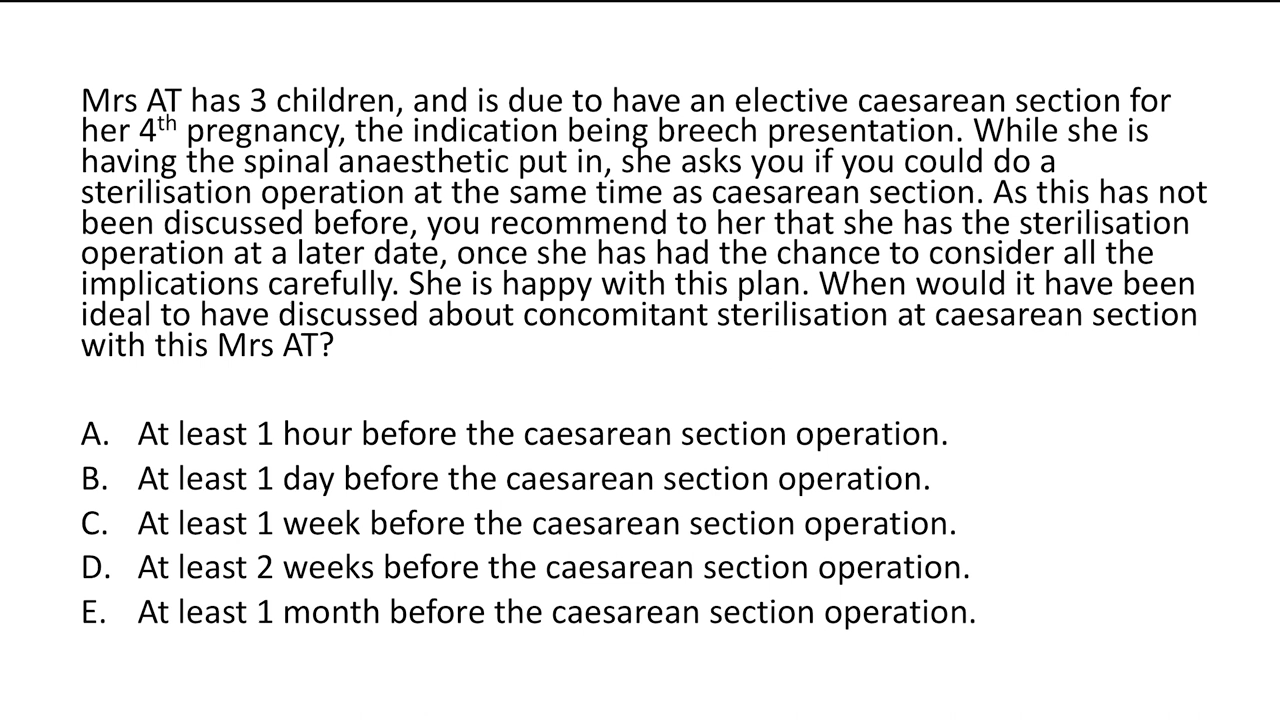 Mrs AT has 3 children, and is due to have an elective caesarean section for
her 4th pregnancy, the indication being breech presentation. While she is
having the spinal anaesthetic put in, she asks you if you could do a
sterilisation operation at the same time as caesarean section. As this has not
been discussed before, you recommend to her that she has the sterilisation
operation at a later date, once she has had the chance to consider all the
implications carefully. She is happy with this plan. When would it have been
ideal to have discussed about concomitant sterilisation at caesarean section
with this Mrs AT?
A. At least 1 hour before the caesarean section operation.
B. At least 1 day before the caesarean section operation.
C. At least 1 week before the caesarean section operation.
D. At least 2 weeks before the caesarean section operation.
E. At least 1 month before the caesarean section operation.